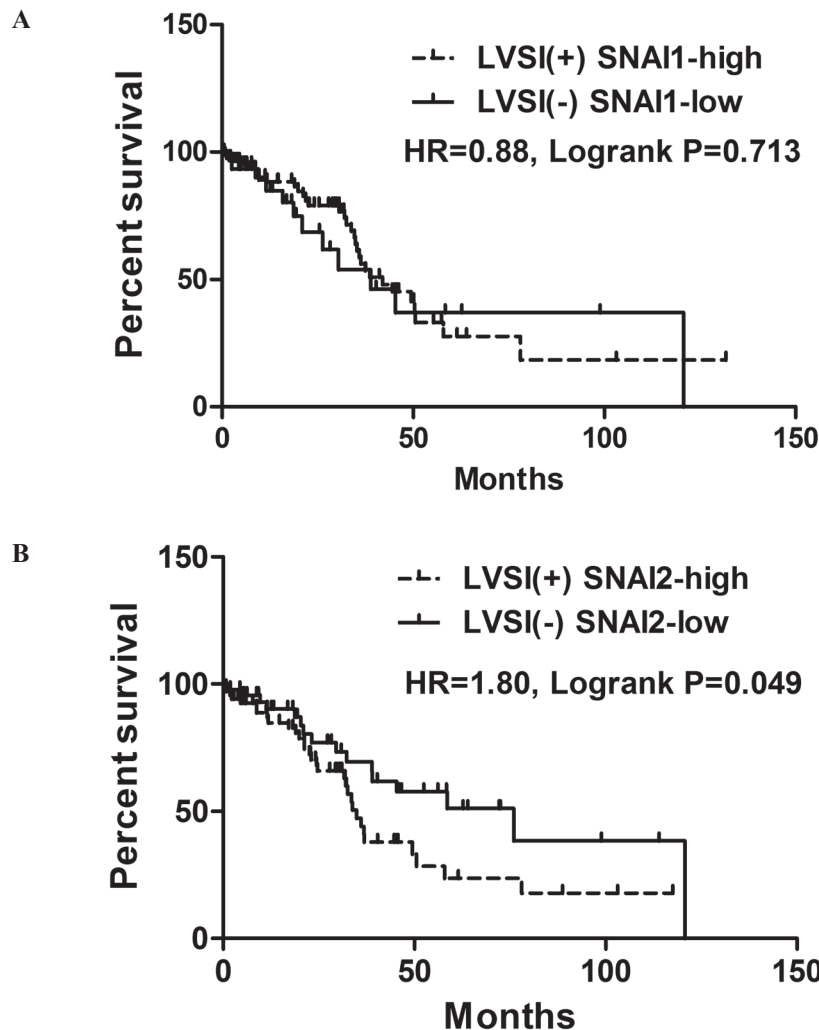 A
150
100
50
0
Percent survival
LVSI(+) SNAI1-high
LVSI(-) SNAI1-low
HR=0.88, Logrank P=0.713
0 50 100 150
Months
B
150
100
50
0
Percent survival
LVSI(+) SNAI2-high
LVSI(-) SNAI2-low
HR=1.80, Logrank P=0.049
0 50 100 150
Months